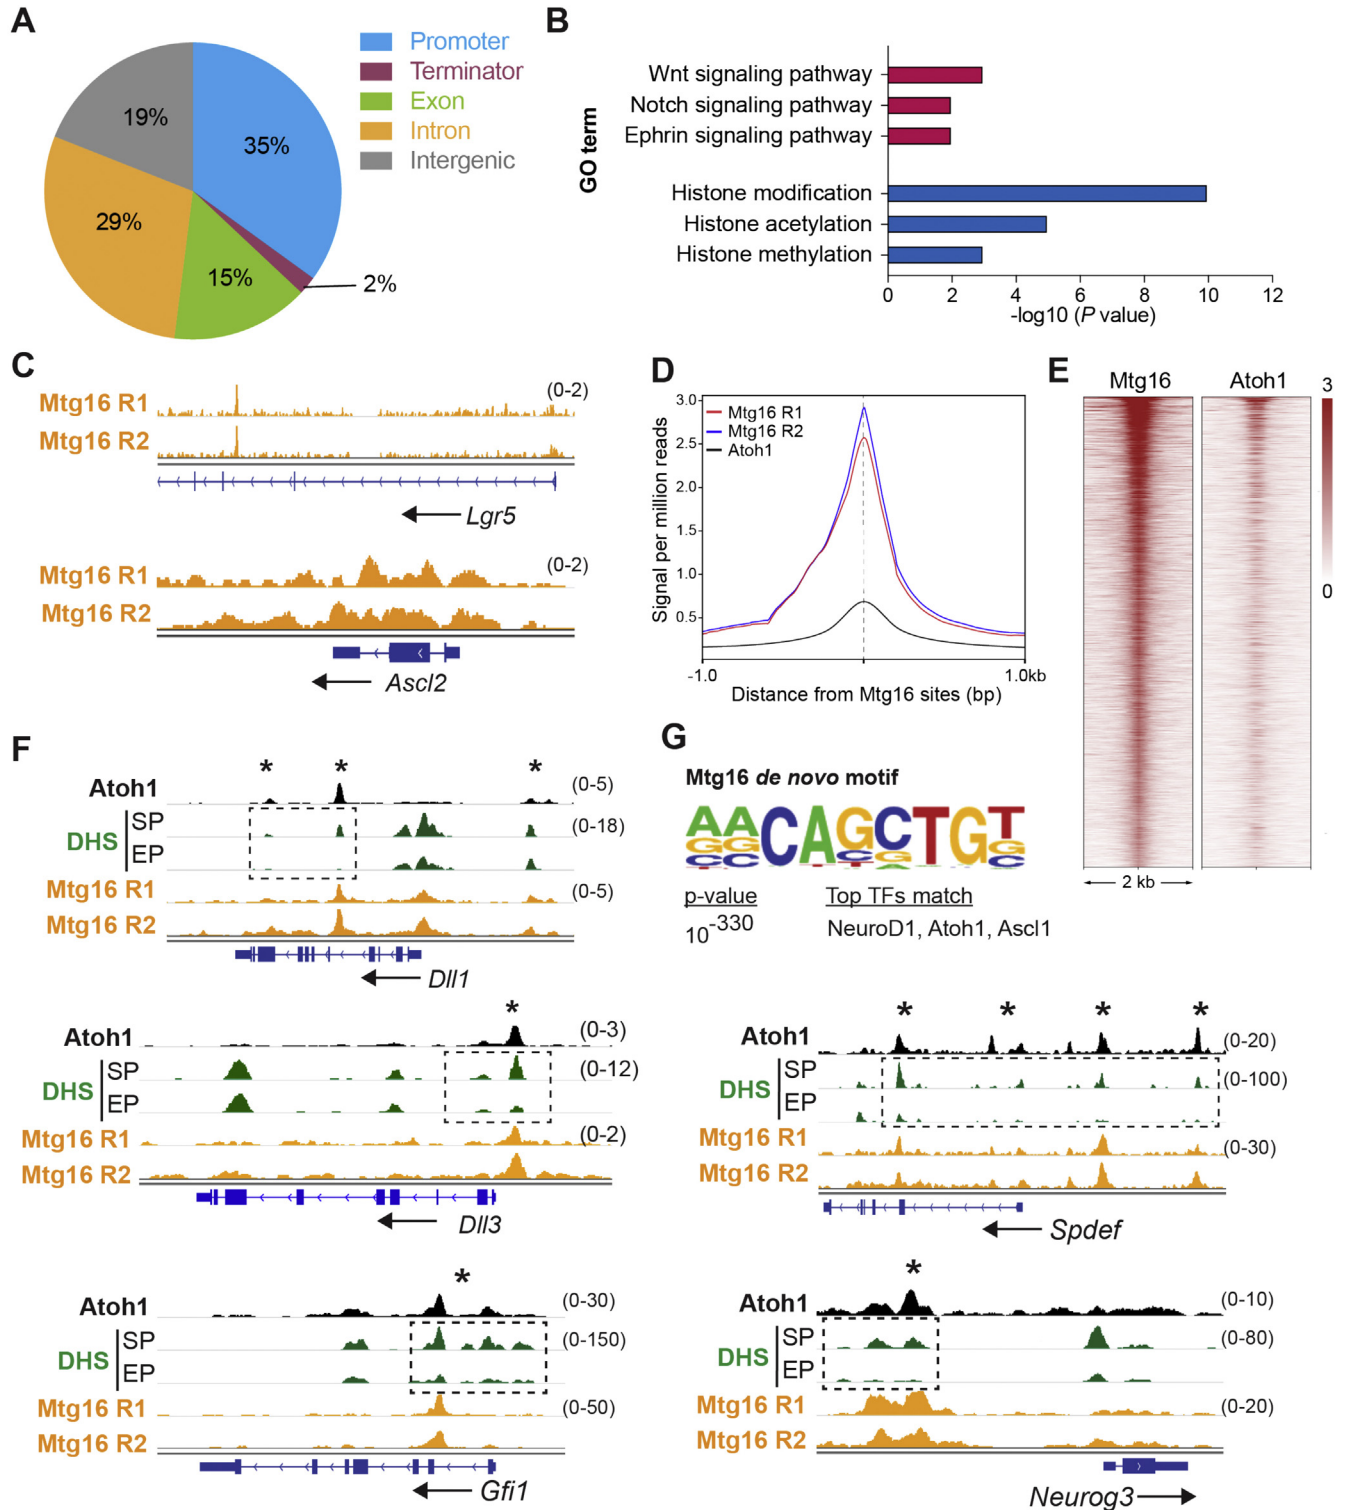 A
Promoter
Terminator
Exon
Intron
Intergenic
19%
35%
29%
15%
2%
B
GO term
Wnt signaling pathway
Notch signaling pathway
Ephrin signaling pathway
Histone modification
Histone acetylation
Histone methylation
0 2 4 6 8 10 12
-log10 (P value)
C
Mtg16 R1 (0-2)
Mtg16 R2
Lgr5
Mtg16 R1 (0-2)
Mtg16 R2
Ascl2
D
Signal per million reads
3.0
2.5
2.0
1.5
1.0
0.5
Mtg16 R1
Mtg16 R2
Atoh1
-1.0 1.0kb
Distance from Mtg16 sites (bp)
E
Mtg16 Atoh1
3
0
2 kb
F
* * *
Atoh1 (0-5)
DHS SP (0-18)
EP
Mtg16 R1 (0-5)
Mtg16 R2
Dll1
*
Atoh1 (0-3)
DHS SP (0-12)
EP
Mtg16 R1 (0-2)
Mtg16 R2
Dll3
*
Atoh1 (0-30)
DHS SP (0-150)
EP
Mtg16 R1 (0-50)
Mtg16 R2
Gfi1
G
Mtg16 de novo motif
AACAGCTGT
GG CG G
CC C
p-value Top TFs match
10-330 NeuroD1, Atoh1, Ascl1
* * * *
Atoh1 (0-20)
DHS SP (0-100)
EP
Mtg16 R1 (0-30)
Mtg16 R2
Spdef
*
Atoh1 (0-10)
DHS SP (0-80)
EP
Mtg16 R1 (0-20)
Mtg16 R2
Neurog3